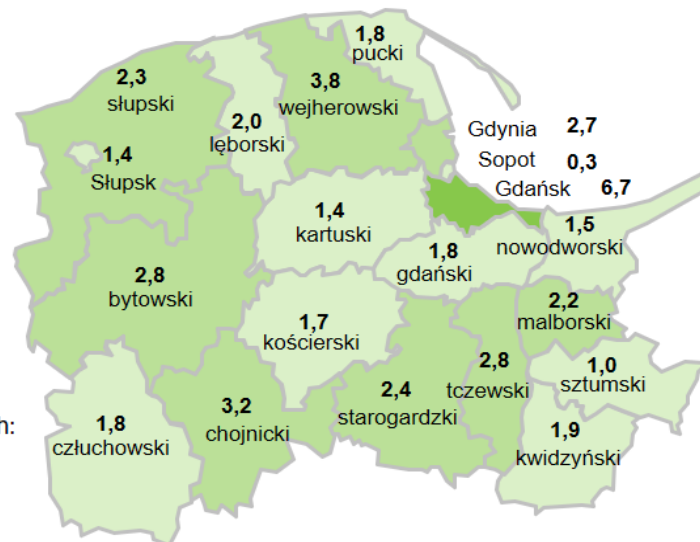 1,8
pucki
2,3
słupski
3,8
wejherowski
2,0
lęborski
Gdynia 2,7
Sopot 0,3
Gdańsk 6,7
1,4
Słupsk
1,4
kartuski
1,5
nowodworski
1,8
gdański
2,8
bytowski
2,2
malborski
1,7
kościerski
2,8
tczewski
1,0
sztumski
2,4
starogardzki
3,2
chojnicki
1,8
człuchowski
1,9
kwidzyński
h: